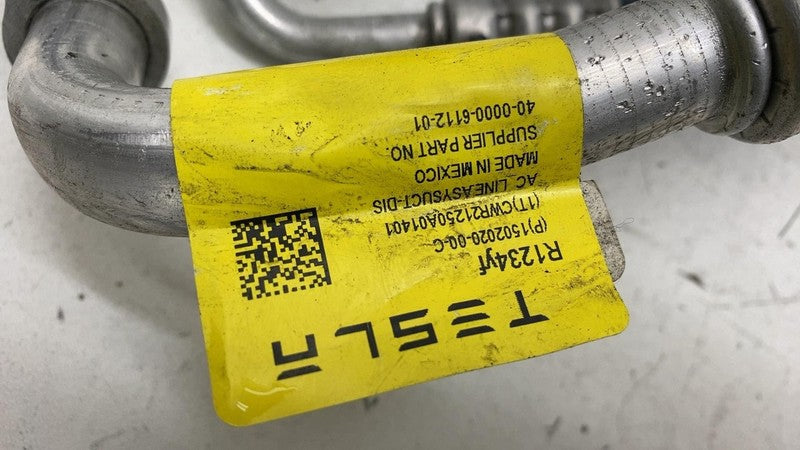 TESLA
R1234yf
(P)1502020-00-C
(1T)CWR21250A01401
AC LINEASYSUCT-DIS
MADE IN MEXICO
SUPPLIER PART NO.
40-0000-6112-01